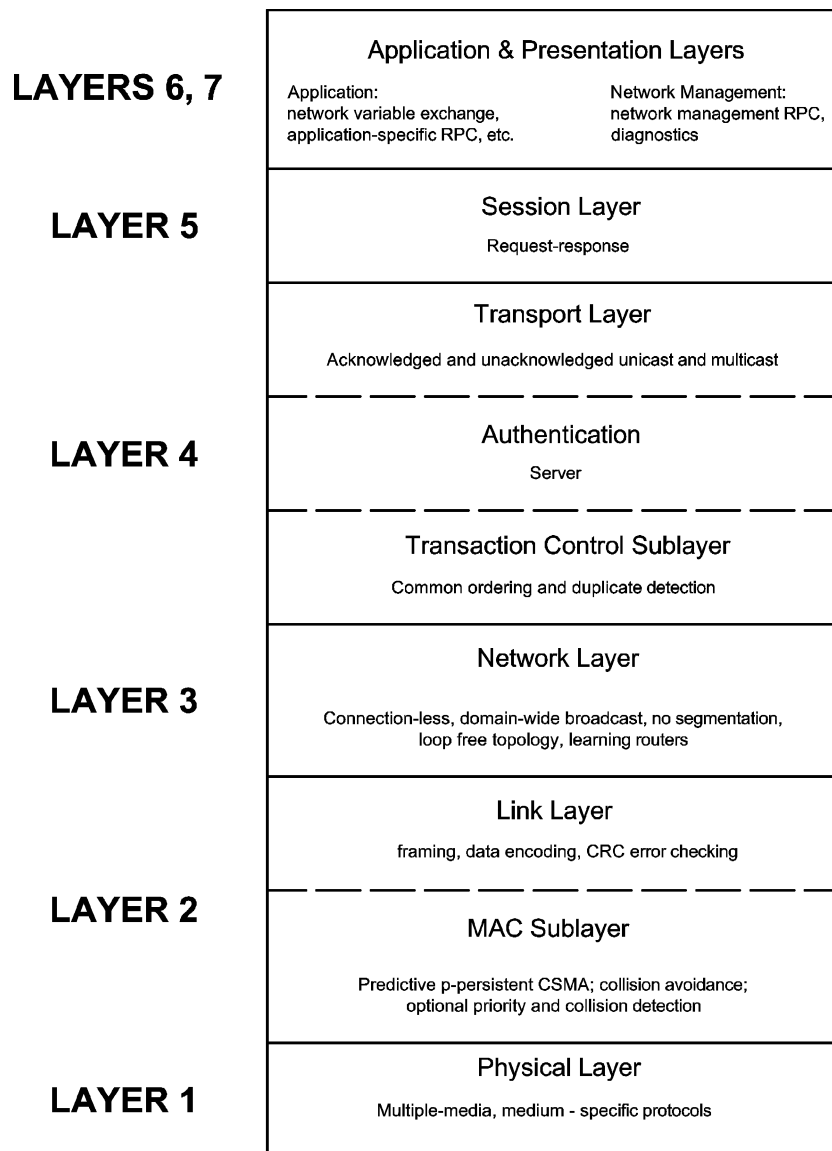 Application & Presentation Layers
LAYERS 6, 7
Application:
network variable exchange,
application-specific RPC, etc.
Network Management:
network management RPC,
diagnostics
LAYER 5
Session Layer
Request-response
Transport Layer
Acknowledged and unacknowledged unicast and multicast
LAYER 4
Authentication
Server
Transaction Control Sublayer
Common ordering and duplicate detection
LAYER 3
Network Layer
Connection-less, domain-wide broadcast, no segmentation,
loop free topology, learning routers
Link Layer
framing, data encoding, CRC error checking
LAYER 2
MAC Sublayer
Predictive p-persistent CSMA; collision avoidance;
optional priority and collision detection
LAYER 1
Physical Layer
Multiple-media, medium - specific protocols